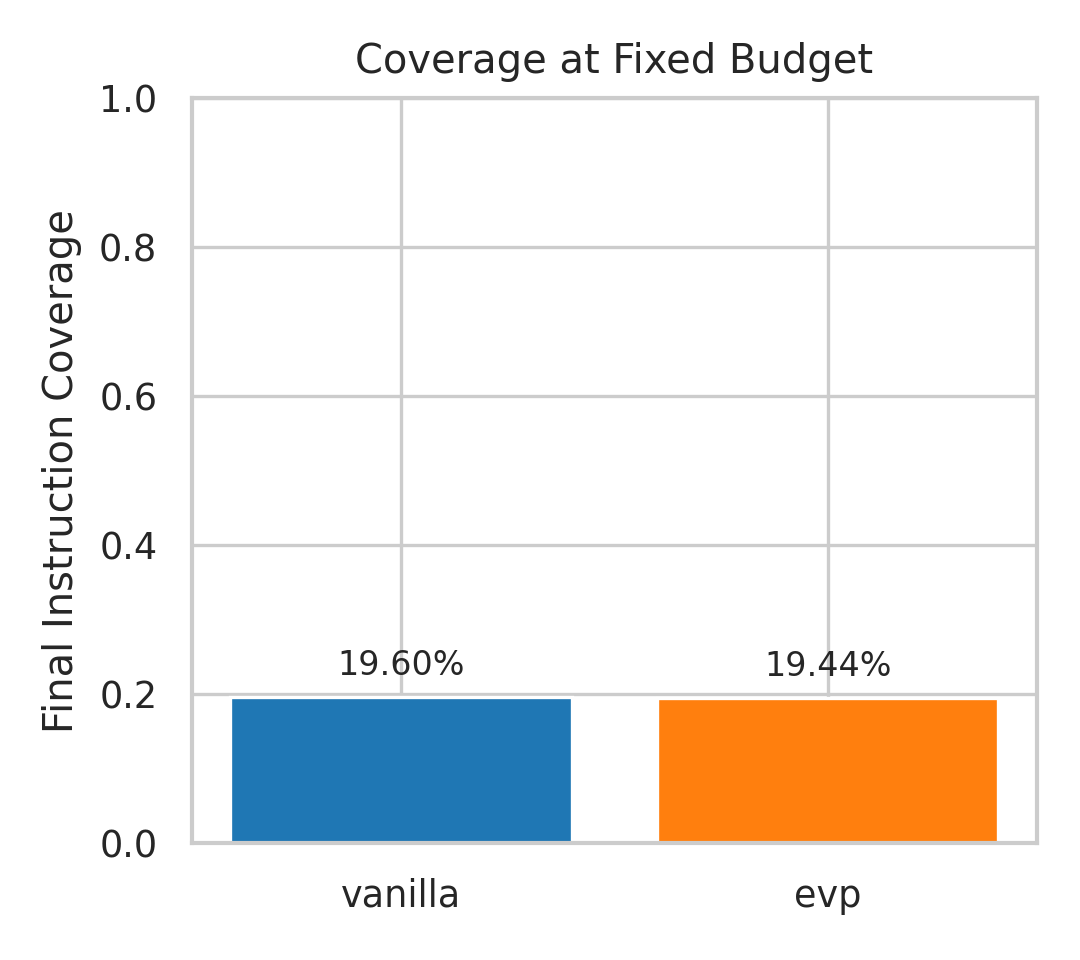 Coverage at Fixed Budget
Final Instruction Coverage
1.0
0.8
0.6
0.4
0.2
0.0
19.60%
19.44%
vanilla
evp